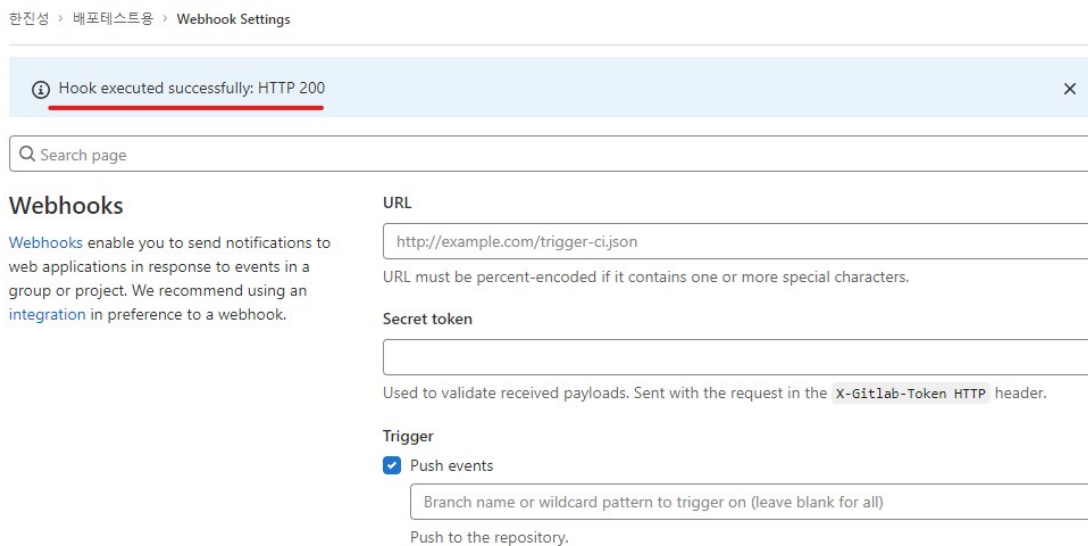 한진성 > 배포테스트용 > Webhook Settings
Hook executed successfully: HTTP 200
Search page
Webhooks
Webhooks enable you to send notifications to
web applications in response to events in a
group or project. We recommend using an
integration in preference to a webhook.
URL
http://example.com/trigger-ci.json
URL must be percent-encoded if it contains one or more special characters.
Secret token
Used to validate received payloads. Sent with the request in the X-Gitlab-Token HTTP header.
Trigger
Push events
Branch name or wildcard pattern to trigger on (leave blank for all)
Push to the repository.